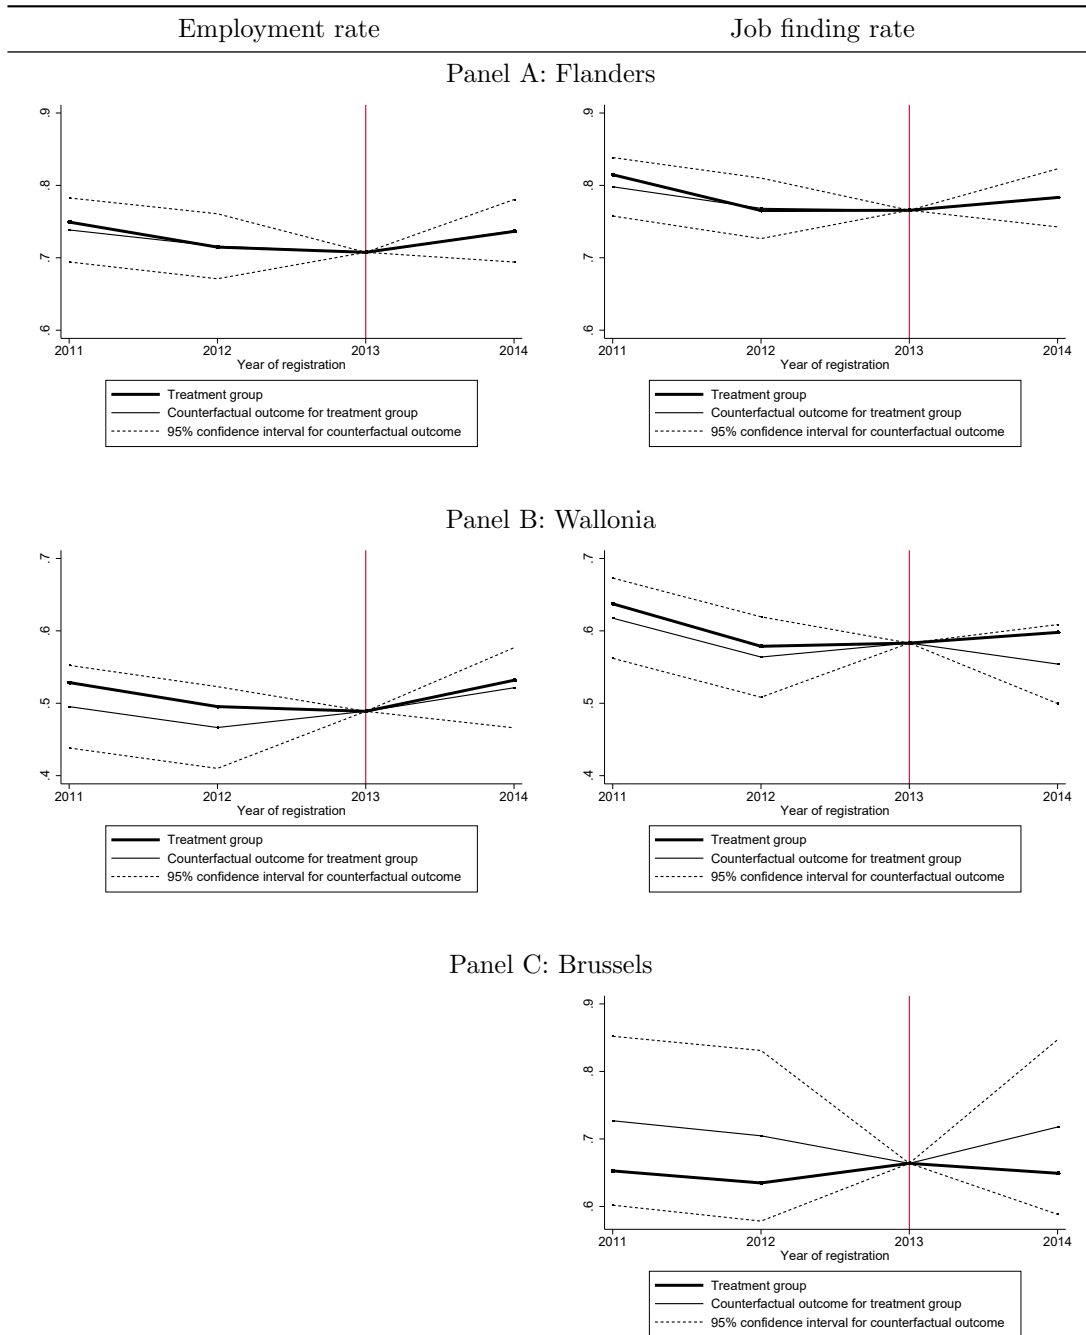 Employment rate
Job finding rate
Panel A: Flanders
.9
.8
.7
.6
2011
2012
2013
2014
Year of registration
Treatment group
Counterfactual outcome for treatment group
95% confidence interval for counterfactual outcome
.9
.8
.7
.6
2011
2012
2013
2014
Year of registration
Treatment group
Counterfactual outcome for treatment group
95% confidence interval for counterfactual outcome
Panel B: Wallonia
.7
.6
.5
.4
2011
2012
2013
2014
Year of registration
Treatment group
Counterfactual outcome for treatment group
95% confidence interval for counterfactual outcome
.7
.6
.5
.4
2011
2012
2013
2014
Year of registration
Treatment group
Counterfactual outcome for treatment group
95% confidence interval for counterfactual outcome
Panel C: Brussels
.9
.8
.7
.6
2011
2012
2013
2014
Year of registration
Treatment group
Counterfactual outcome for treatment group
95% confidence interval for counterfactual outcome